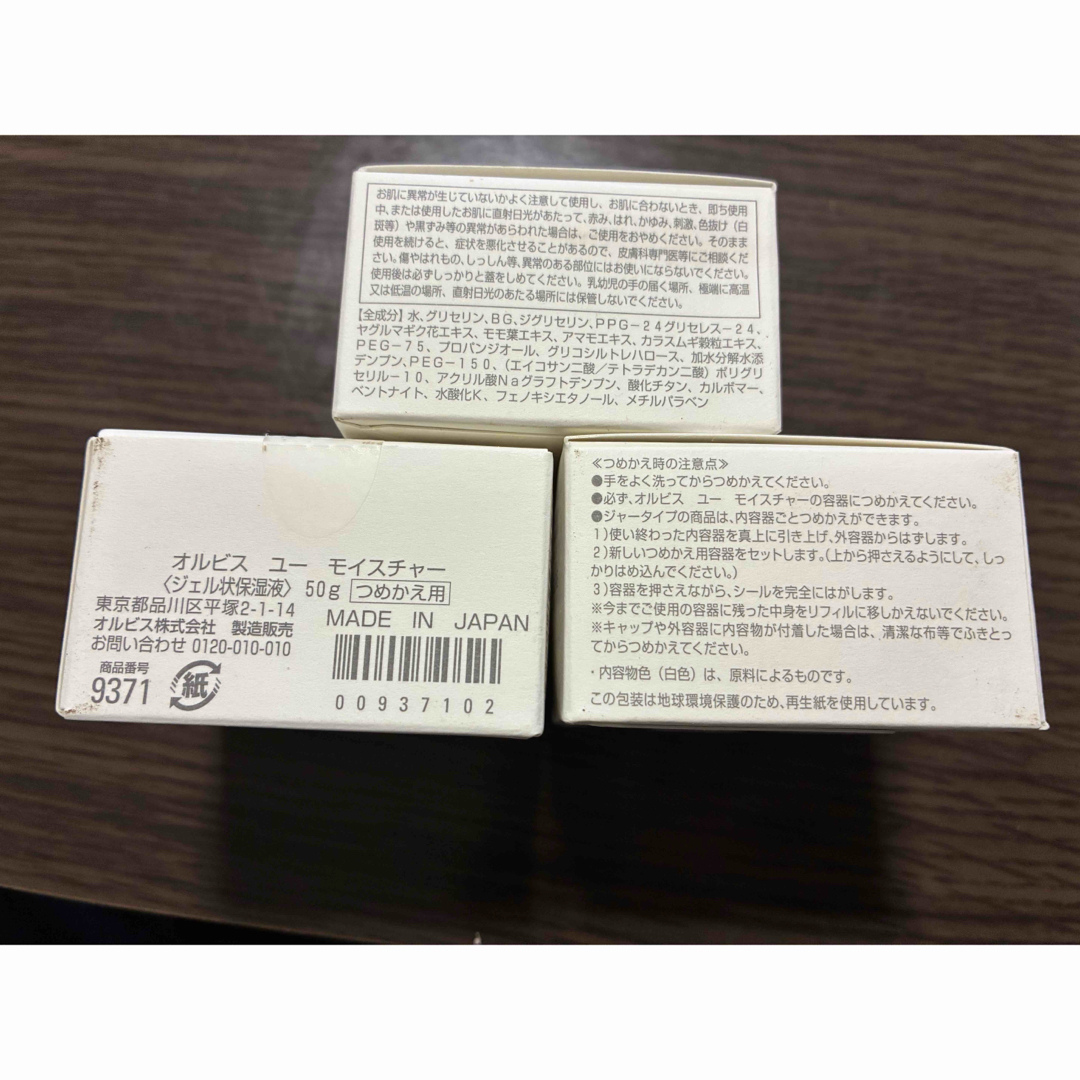 お肌に異常が生じていないかよく注意して使用し、お肌に合わないとき、即ち使用
中、または使用したお肌に直射日光があたって、赤み、はれ、かゆみ、刺激、色抜け（白
斑等）や黒ずみ等の異常があらわれた場合は、ご使用をおやめください。そのまま
使用を続けると、症状を悪化させることがあるので、皮膚科専門医等にご相談くださ
い。傷やはれもの、しっしん等、異常のある部位にはお使いにならないでください。
使用後は必ずしっかりと蓋をしめてください。乳幼児の手の届く場所、極端に高温
又は低温の場所、直射日光のあたる場所には保管しないでください。
【全成分】水、グリセリン、BG、ジグリセリン、PPG－24グリセレス－24、
ヤグルマギク花エキス、モモ葉エキス、アマモエキス、カラスムギ穀粒エキス、
PEG－75、プロパンジオール、グリコシルトレハロース、加水分解水添
デンプン、PEG－150、（エイコサン二酸／テトラデカン二酸）ポリグリ
セリル－10、アクリル酸Naグラフトデンプン、酸化チタン、カルボマー、
ベントナイト、水酸化K、フェノキシエタノール、メチルパラベン
オルビス　ユー　モイスチャー
〈ジェル状保湿液〉50g つめかえ用
東京都品川区平塚2-1-14
オルビス株式会社　製造販売
お問い合わせ 0120-010-010
MADE IN JAPAN
商品番号
9371
紙
00937102
≪つめかえ時の注意点≫
●手をよく洗ってからつめかえてください。
●必ず、オルビス　ユー　モイスチャーの容器につめかえてください。
●ジャータイプの商品は、内容器ごとつめかえができます。
1）使い終わった内容器を真上に引き上げ、外容器からはずします。
2）新しいつめかえ用容器をセットします。（上から押さえるようにして、しっ
かりはめ込んでください。）
3）容器を押さえながら、シールを完全にはがします。
※今までご使用の容器に残った中身をリフィルに移しかえないでください。
※キャップや外容器に内容物が付着した場合は、清潔な布等でふきとっ
てからつめかえてください。
・内容物色（白色）は、原料によるものです。
この包装は地球環境保護のため、再生紙を使用しています。